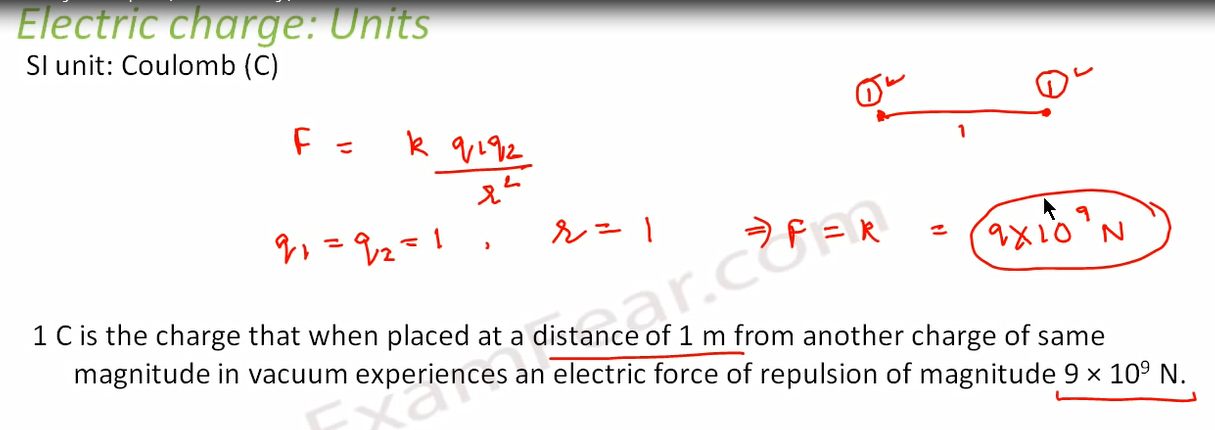 Electric charge: Units
SI unit: Coulomb (C)
1 1
1
F = k q1q2
r²
q1 = q2 = 1 , r = 1 ⇒ F = k = 9×10⁹ N
1 C is the charge that when placed at a distance of 1 m from another charge of same
magnitude in vacuum experiences an electric force of repulsion of magnitude 9 × 10⁹ N.
ExamFear.com